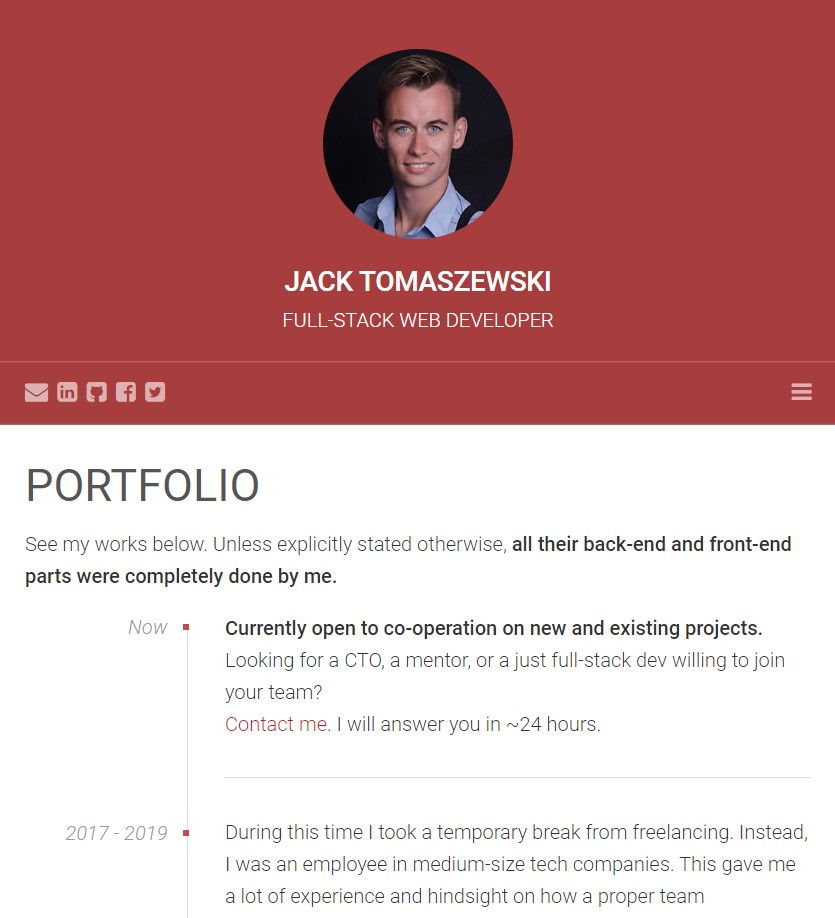 JACK TOMASZEWSKI
FULL-STACK WEB DEVELOPER
PORTFOLIO
See my works below. Unless explicitly stated otherwise, all their back-end and front-end
parts were completely done by me.
Now
Currently open to co-operation on new and existing projects.
Looking for a CTO, a mentor, or a just full-stack dev willing to join
your team?
Contact me. I will answer you in ~24 hours.
2017 - 2019
During this time I took a temporary break from freelancing. Instead,
I was an employee in medium-size tech companies. This gave me
a lot of experience and hindsight on how a proper team